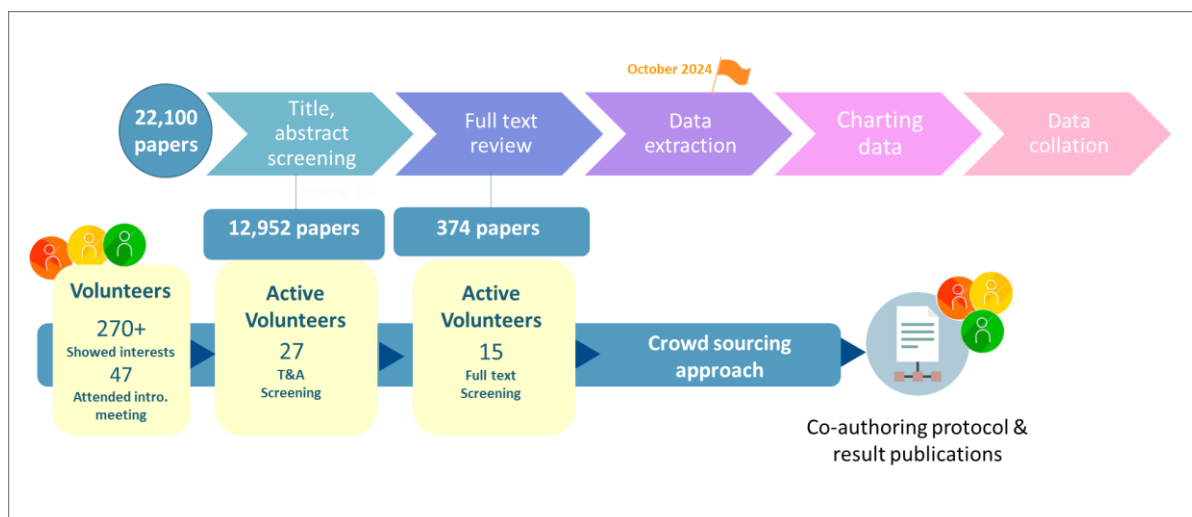 October 2024
22,100
papers
Title,
abstract
screening
Full text
review
Data
extraction
Charting
data
Data
collation
12,952 papers
374 papers
Volunteers
270+
Showed interests
47
Attended intro.
meeting
Active
Volunteers
27
T&A
Screening
Active
Volunteers
15
Full text
Screening
Crowd sourcing
approach
Co-authoring protocol &
result publications